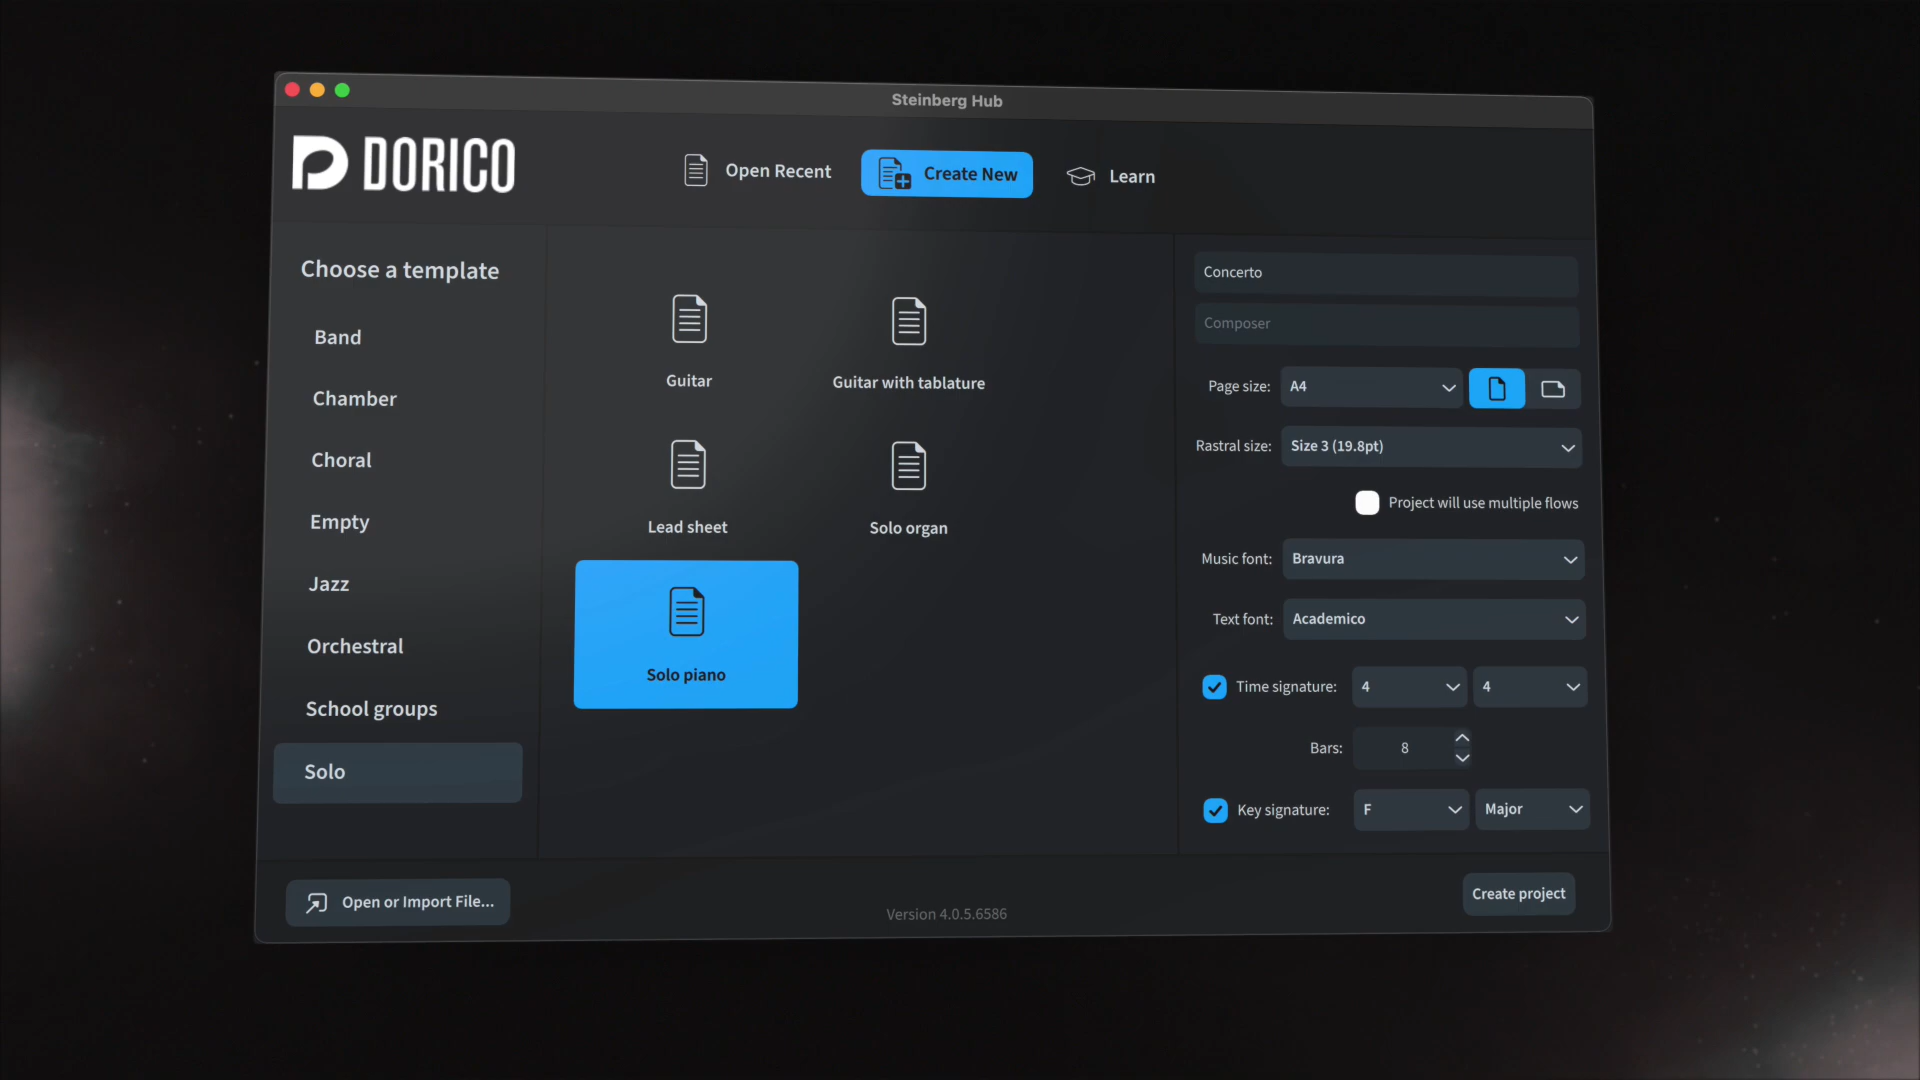 Steinberg Hub
DORICO
Open Recent
Create New
Learn
Choose a template
Band
Chamber
Choral
Empty
Jazz
Orchestral
School groups
Solo
Guitar
Guitar with tablature
Lead sheet
Solo organ
Solo piano
Concerto
Composer
Page size: A4
Rastral size: Size 3 (19.8pt)
Project will use multiple flows
Music font: Bravura
Text font: Academico
Time signature: 4 4
Bars: 8
Key signature: F Major
Open or Import File...
Version 4.0.5.6586
Create project